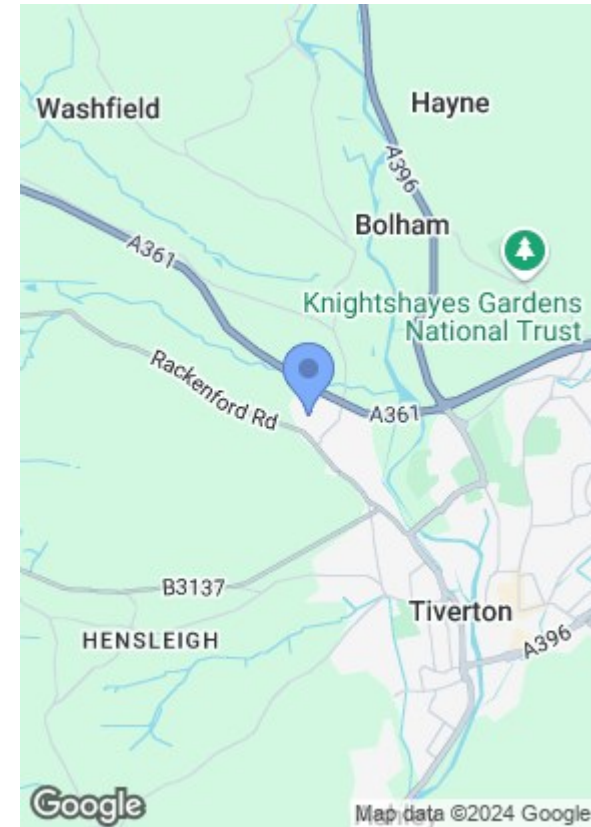 Washfield
Hayne
A396
Bolham
A361
Knightshayes Gardens
National Trust
Rackenford Rd
A361
B3137
Tiverton
HENSLEIGH
A396
Google
Map data ©2024 Google